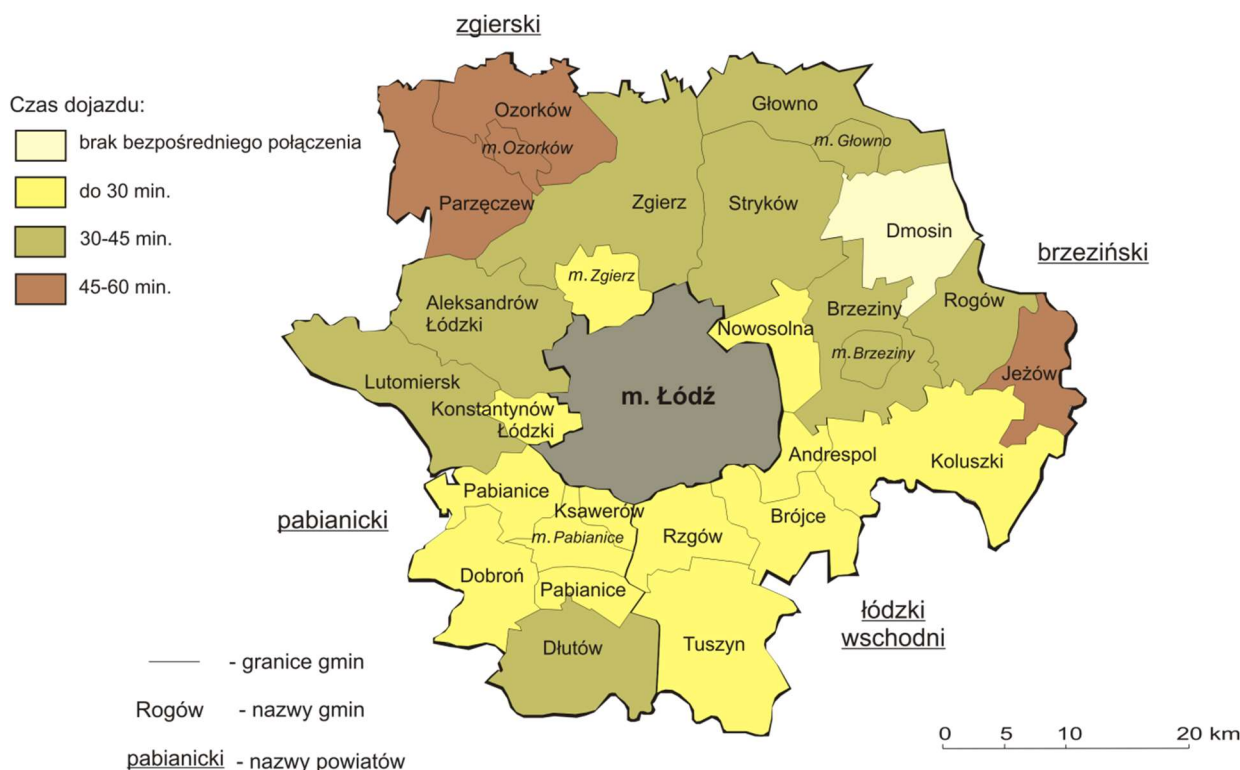 zgierski
Czas dojazdu:
brak bezpośredniego połączenia
do 30 min.
30-45 min.
45-60 min.
Ozorków
m. Ozorków
Parzęczew
Głowno
m. Głowno
Zgierz
Stryków
Dmosin
brzeziński
m. Zgierz
Aleksandrów
Łódzki
Nowosolna
Brzeziny
Rogów
m. Brzeziny
Jeżów
Lutomiersk
m. Łódź
Konstantynów
Łódzki
Andrespol
Koluszki
pabianicki
Pabianice
Ksawerów
m. Pabianice
Rzgów
Brójce
Dobroń
Pabianice
łódzki
wschodni
Dłutów
Tuszyn
- granice gmin
Rogów - nazwy gmin
pabianicki - nazwy powiatów
0 5 10 20 km